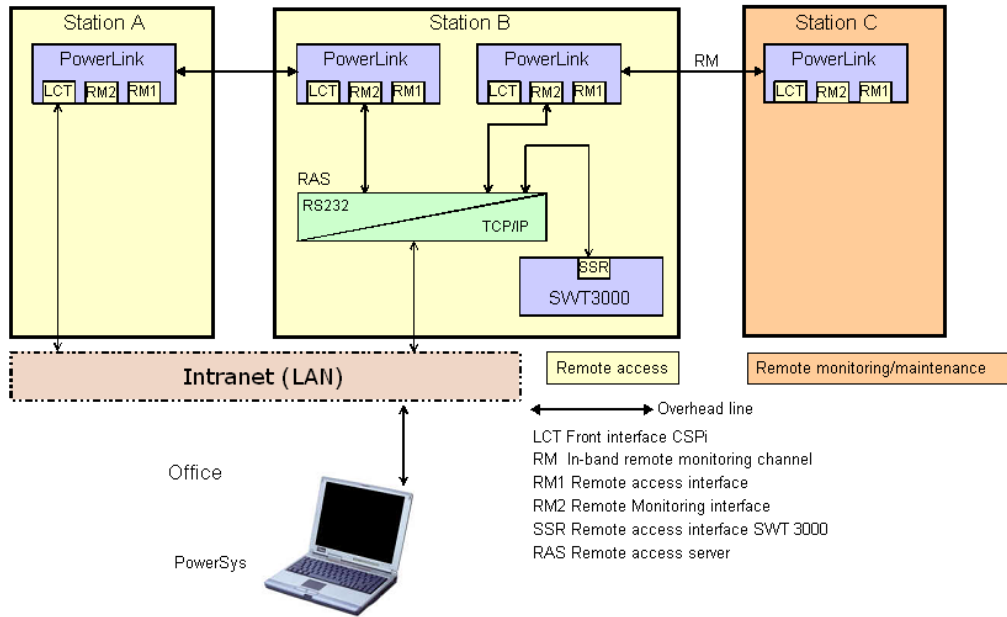 Station A
Station B
Station C
PowerLink
PowerLink
PowerLink
RM
PowerLink
LCT RM2 RM1
LCT RM2 RM1
LCT RM2 RM1
LCT RM2 RM1
RAS
RS232
TCP/IP
SSR
SWT3000
Intranet (LAN)
Remote access
Remote monitoring/maintenance
Overhead line
LCT Front interface CSPi
RM In-band remote monitoring channel
RM1 Remote access interface
RM2 Remote Monitoring interface
SSR Remote access interface SWT 3000
RAS Remote access server
Office
PowerSys